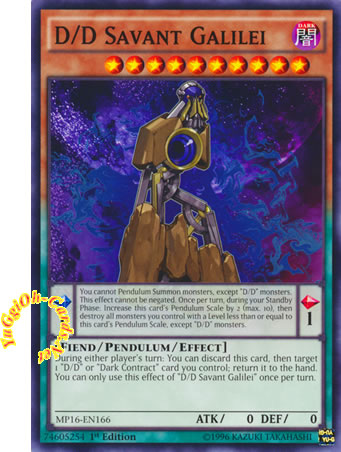 D/D SAVANT GALILEI
DARK
闇
You cannot Pendulum Summon monsters, except "D/D" monsters.
This effect cannot be negated. Once per turn, during your Standby
Phase: Increase this card's Pendulum Scale by 2 (max. 10), then
destroy all monsters you control with a Level less than or equal to
this card's Pendulum Scale, except "D/D" monsters.
1
[FIEND/PENDULUM/EFFECT]
During either player's turn: You can discard this card, then target
1 "D/D" or "Dark Contract" card you control; return it to the hand.
You can only use this effect of "D/D Savant Galilei" once per turn.
MP16-EN166
ATK/ 0 DEF/ 0
74605254 1st Edition
©1996 KAZUKI TAKAHASHI
YuGiOh-Cards.Net